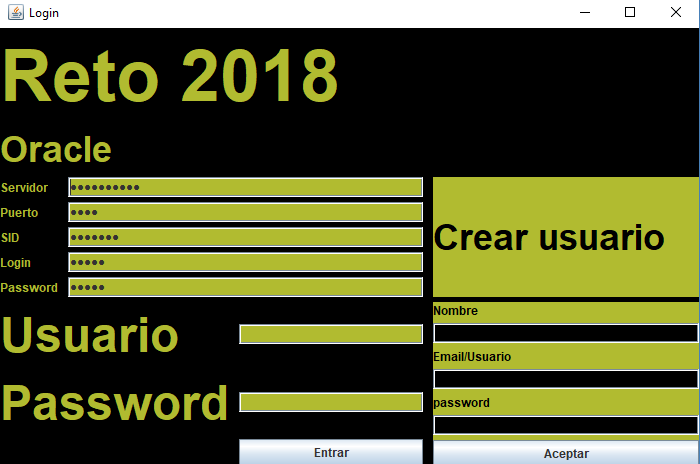 Login
Reto 2018
Oracle
Servidor ••••••••••
Puerto ••••
SID •••••••
Login •••••
Password •••••
Usuario
Password
Entrar
Crear usuario
Nombre
Email/Usuario
password
Aceptar